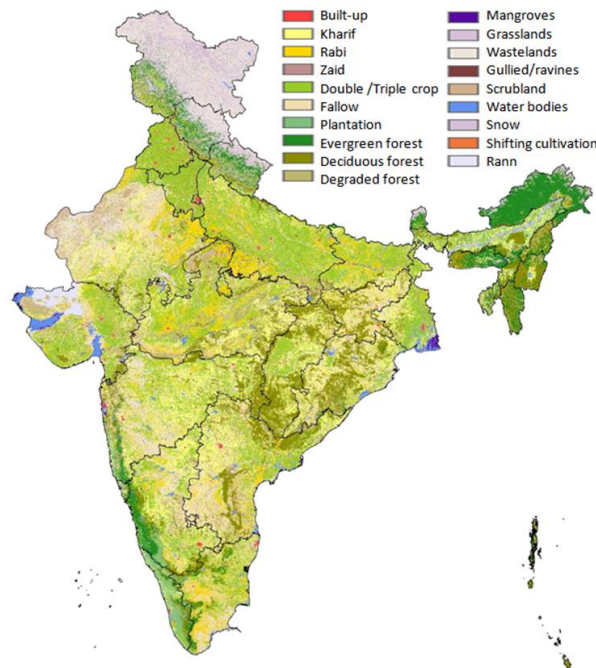 Built-up
Kharif
Rabi
Zaid
Double /Triple crop
Fallow
Plantation
Evergreen forest
Deciduous forest
Degraded forest
Mangroves
Grasslands
Wastelands
Gullied/ravines
Scrubland
Water bodies
Snow
Shifting cultivation
Rann